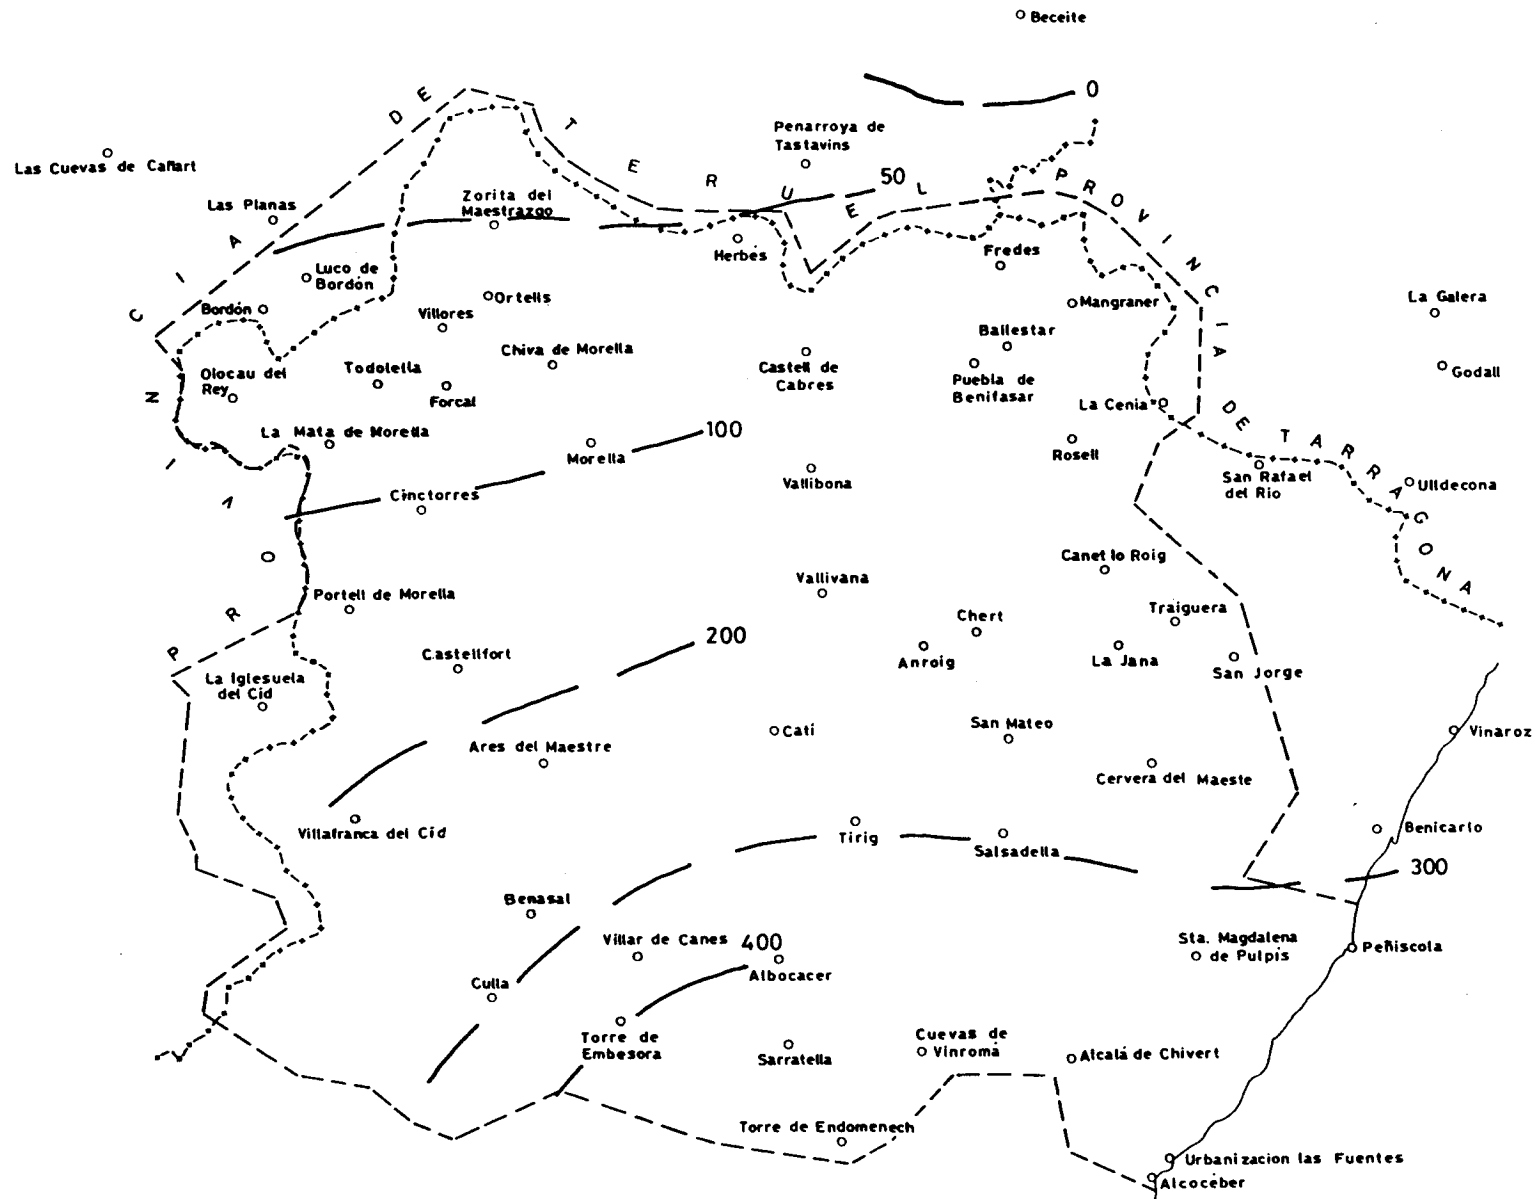 Beceite
0
DE TERUEL
Penarroya de
Tastavins
Las Cuevas de Cañart
50
PROVINCIA DE TARRAGONA
Zorita del
Maestrazgo
Las Planas
PROVINCIA
Herbés
Fredes
Luco de
Bordón
Bordón
Ortells
Mangraner
La Galera
Villores
Ballestar
Chiva de Morella
Castell de
Cabres
Olocau del
Rey
Todolella
Forcal
Puebla de
Benifasar
Godall
La Cenia
La Mata de Morella
100
Morella
Rosell
Vallibona
San Rafael
del Rio
Ulldecona
Cinctorres
Canet lo Roig
Vallivana
Portell de Morella
Traiguera
Chert
200
Castellfort
Anroig
La Jana
San Jorge
La Iglesuela
del Cid
San Mateo
Catí
Vinaroz
Ares del Maestre
Cervera del Maeste
Villafranca del Cid
Tirig
Benicarlo
Salsadella
300
Benasal
Villar de Canes
400
Sta. Magdalena
de Pulpis
Peñiscola
Albocacer
Culla
Torre de
Embesora
Cuevas de
Vinromá
Sarratella
Alcalá de Chivert
Torre de Endomenech
Urbanizacion las Fuentes
Alcocéber